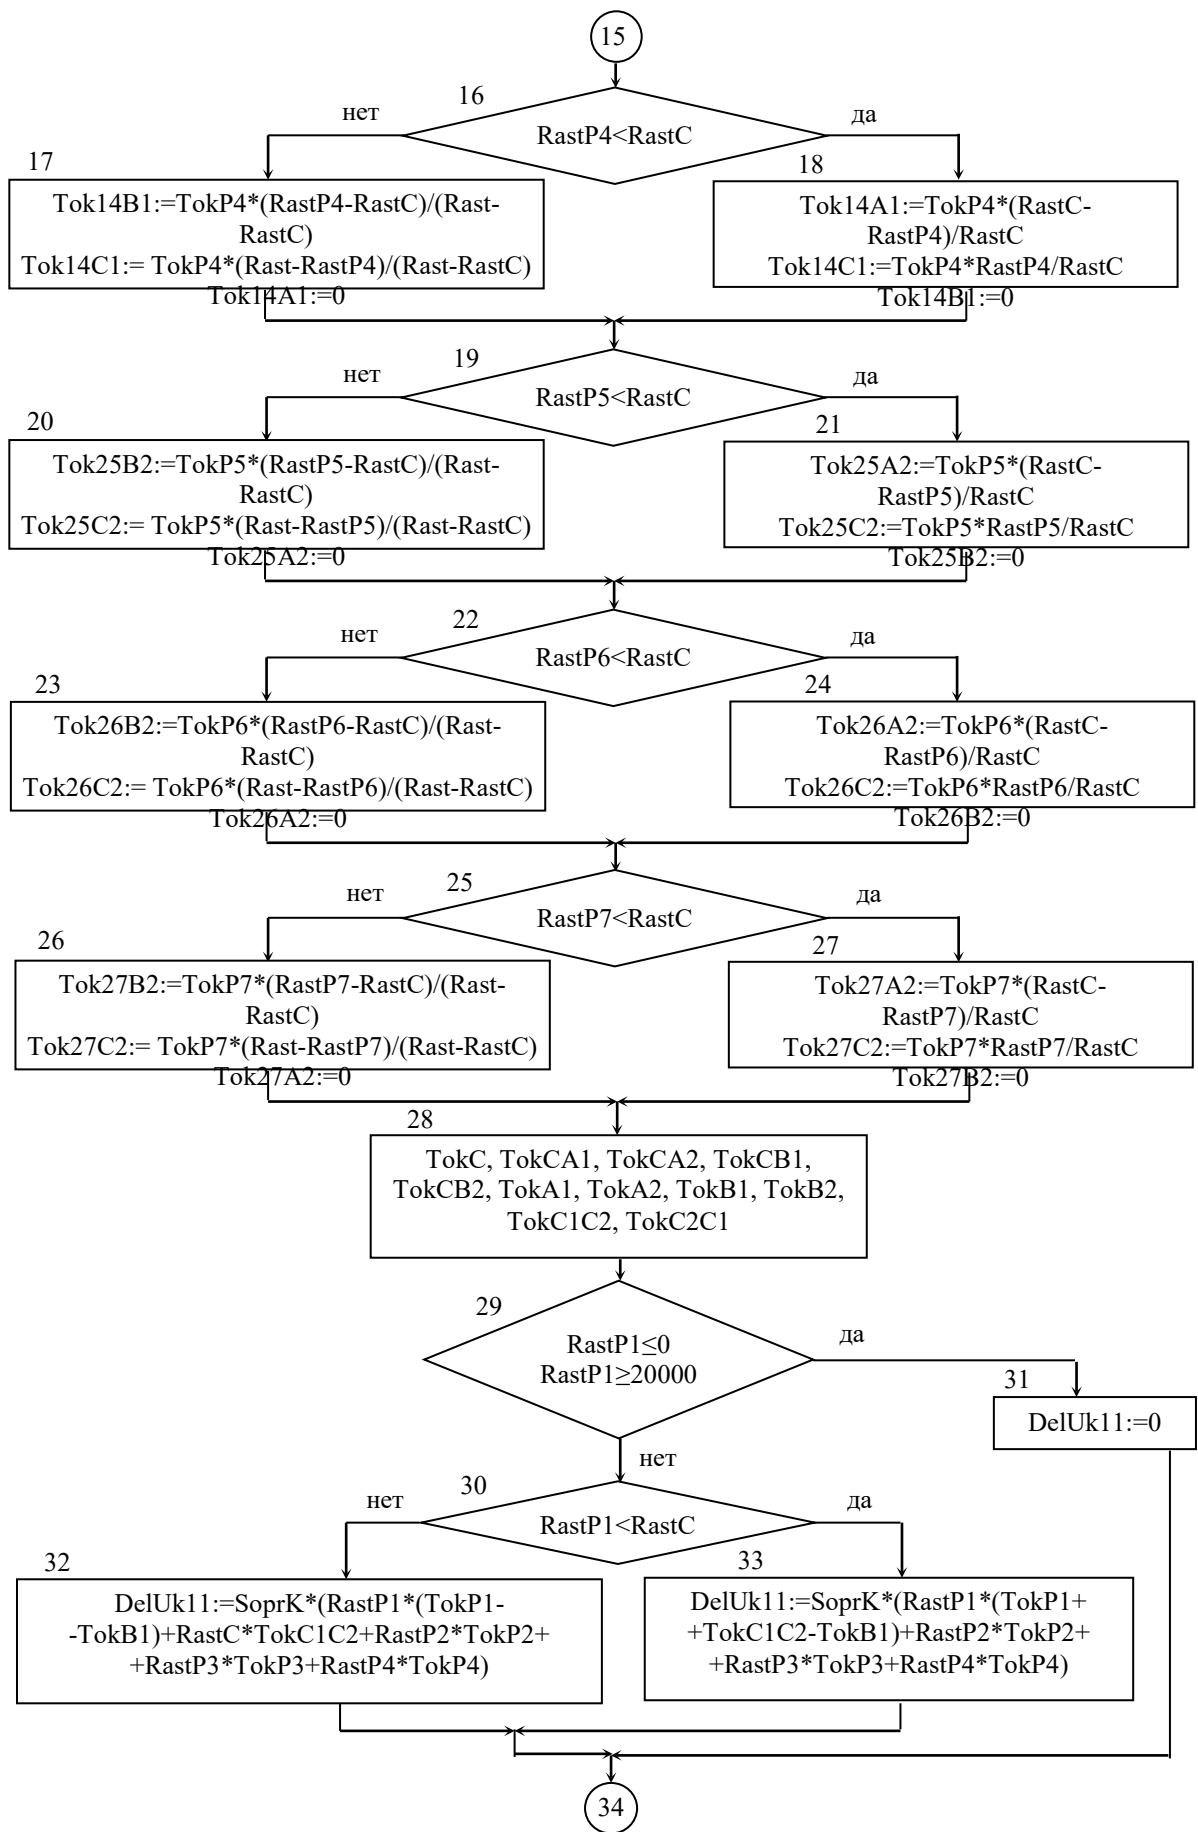 15
16
нет
да
RastP4<RastC
17
18
Tok14B1:=TokP4*(RastP4-RastC)/(Rast-
RastC)
Tok14C1:= TokP4*(Rast-RastP4)/(Rast-RastC)
Tok14A1:=0
Tok14A1:=TokP4*(RastC-
RastP4)/RastC
Tok14C1:=TokP4*RastP4/RastC
Tok14B1:=0
19
нет
да
RastP5<RastC
20
21
Tok25B2:=TokP5*(RastP5-RastC)/(Rast-
RastC)
Tok25C2:= TokP5*(Rast-RastP5)/(Rast-RastC)
Tok25A2:=0
Tok25A2:=TokP5*(RastC-
RastP5)/RastC
Tok25C2:=TokP5*RastP5/RastC
Tok25B2:=0
22
нет
да
RastP6<RastC
23
24
Tok26B2:=TokP6*(RastP6-RastC)/(Rast-
RastC)
Tok26C2:= TokP6*(Rast-RastP6)/(Rast-RastC)
Tok26A2:=0
Tok26A2:=TokP6*(RastC-
RastP6)/RastC
Tok26C2:=TokP6*RastP6/RastC
Tok26B2:=0
25
нет
да
RastP7<RastC
26
27
Tok27B2:=TokP7*(RastP7-RastC)/(Rast-
RastC)
Tok27C2:= TokP7*(Rast-RastP7)/(Rast-RastC)
Tok27A2:=0
Tok27A2:=TokP7*(RastC-
RastP7)/RastC
Tok27C2:=TokP7*RastP7/RastC
Tok27B2:=0
28
TokC, TokCA1, TokCA2, TokCB1,
TokCB2, TokA1, TokA2, TokB1, TokB2,
TokC1C2, TokC2C1
29
RastP1≤0
RastP1≥20000
да
31
DelUk11:=0
нет
30
нет
да
RastP1<RastC
32
33
DelUk11:=SoprK*(RastP1*(TokP1-
-TokB1)+RastC*TokC1C2+RastP2*TokP2+
+RastP3*TokP3+RastP4*TokP4)
DelUk11:=SoprK*(RastP1*(TokP1+
+TokC1C2-TokB1)+RastP2*TokP2+
+RastP3*TokP3+RastP4*TokP4)
34